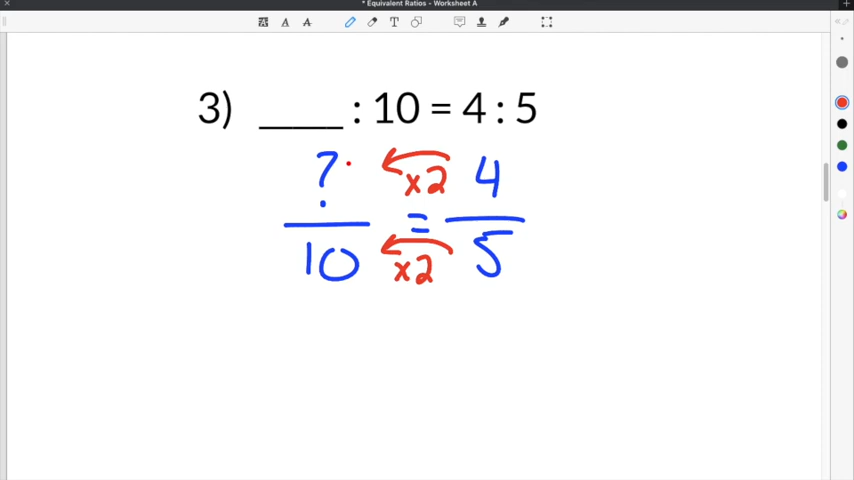 * Equivalent Ratios - Worksheet A
A A T
3) ____ : 10 = 4 : 5
? x2 4
=
10 x2 5